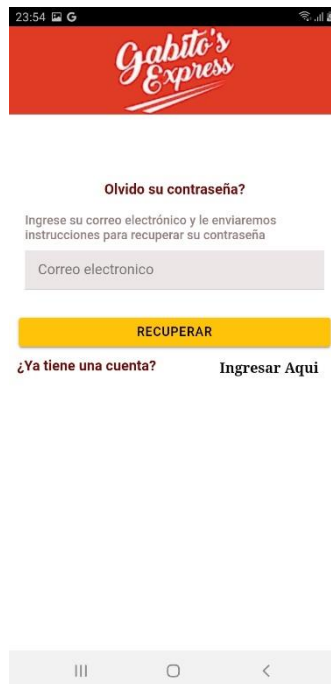 23:54 G
Gabito's
Express
Olvido su contraseña?
Ingrese su correo electrónico y le enviaremos
instrucciones para recuperar su contraseña
Correo electronico
RECUPERAR
¿Ya tiene una cuenta? Ingresar Aqui